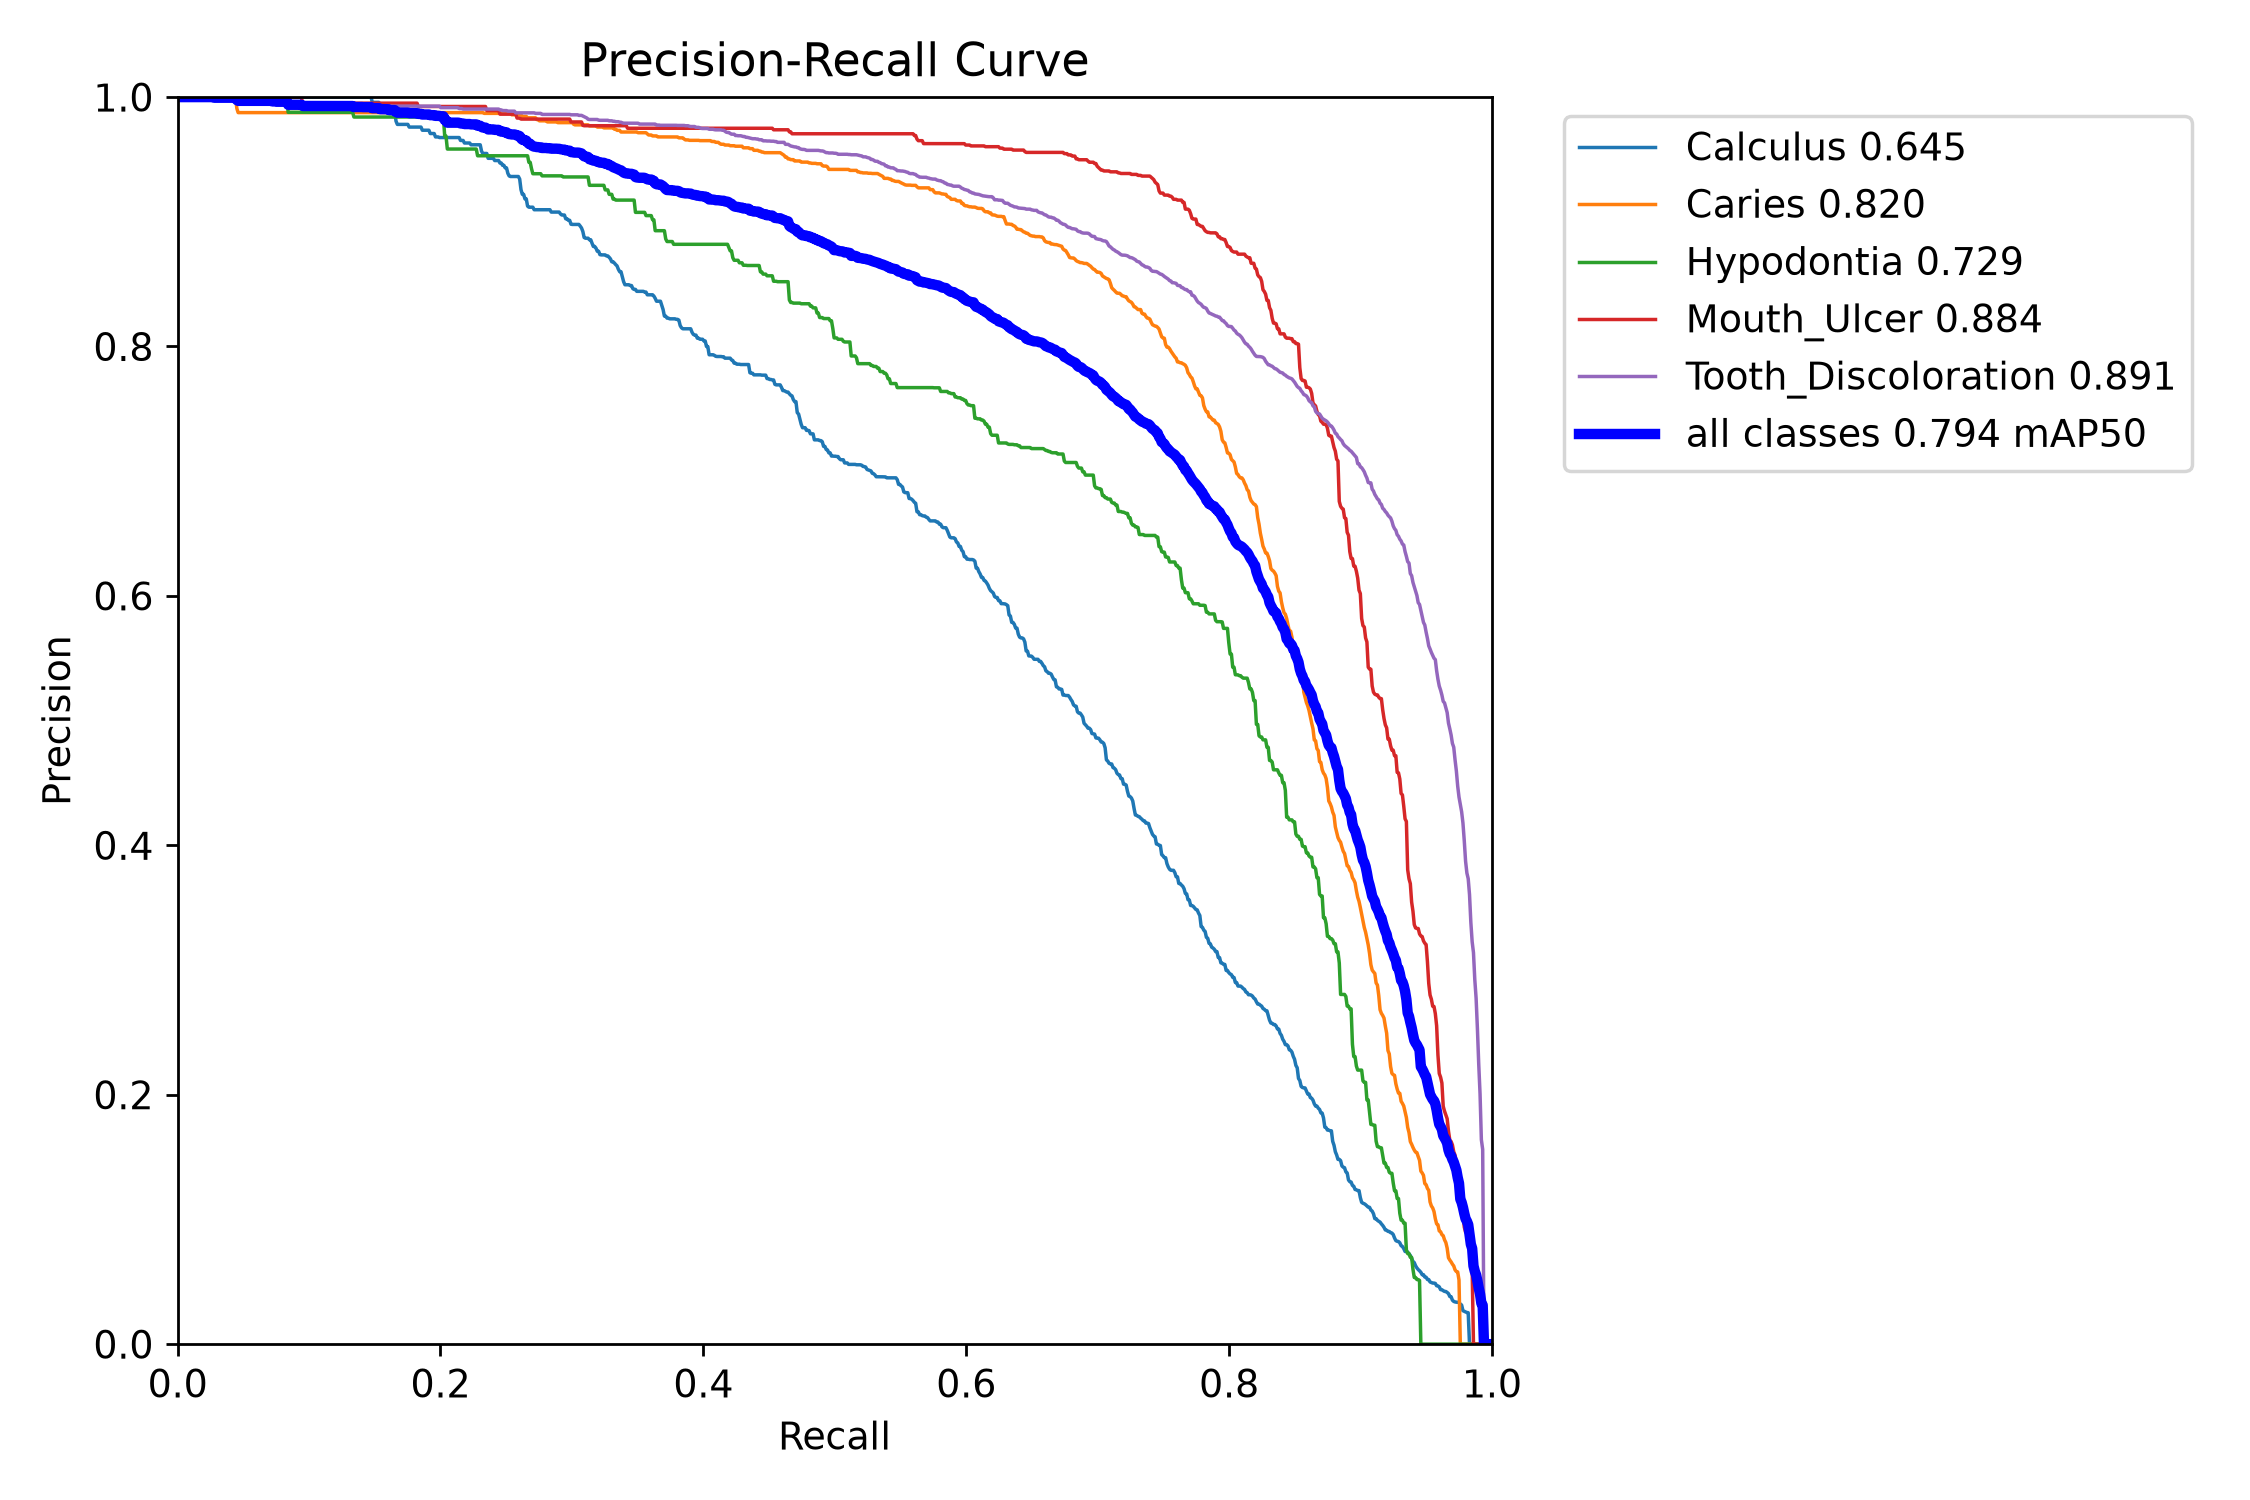 Precision-Recall Curve
1.0
0.8
0.6
0.4
0.2
0.0
Precision
0.0 0.2 0.4 0.6 0.8 1.0
Recall
Calculus 0.645
Caries 0.820
Hypodontia 0.729
Mouth_Ulcer 0.884
Tooth_Discoloration 0.891
all classes 0.794 mAP50